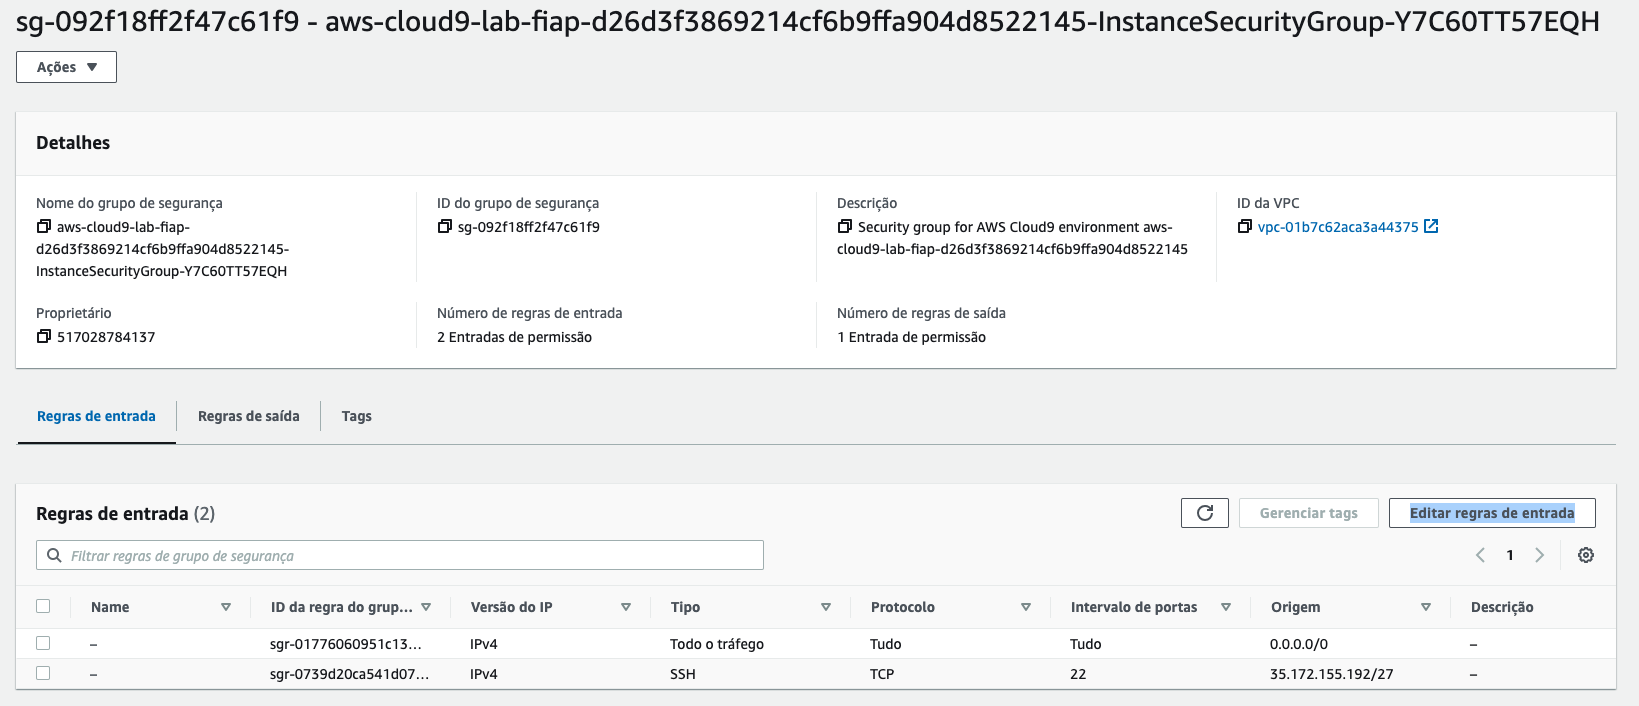 sg-092f18ff2f47c61f9 - aws-cloud9-lab-fiap-d26d3f3869214cf6b9ffa904d8522145-InstanceSecurityGroup-Y7C60TT57EQH
Ações
Detalhes
Nome do grupo de segurança
aws-cloud9-lab-fiap-
d26d3f3869214cf6b9ffa904d8522145-
InstanceSecurityGroup-Y7C60TT57EQH
ID do grupo de segurança
sg-092f18ff2f47c61f9
Descrição
Security group for AWS Cloud9 environment aws-
cloud9-lab-fiap-d26d3f3869214cf6b9ffa904d8522145
ID da VPC
vpc-01b7c62aca3a44375
Proprietário
517028784137
Número de regras de entrada
2 Entradas de permissão
Número de regras de saída
1 Entrada de permissão
Regras de entrada Regras de saída Tags
Regras de entrada (2)
Gerenciar tags Editar regras de entrada
Filtrar regras de grupo de segurança
1
Name ID da regra do grup... Versão do IP Tipo Protocolo Intervalo de portas Origem Descrição
– sgr-01776060951c13... IPv4 Todo o tráfego Tudo Tudo 0.0.0.0/0 –
– sgr-0739d20ca541d07... IPv4 SSH TCP 22 35.172.155.192/27 –